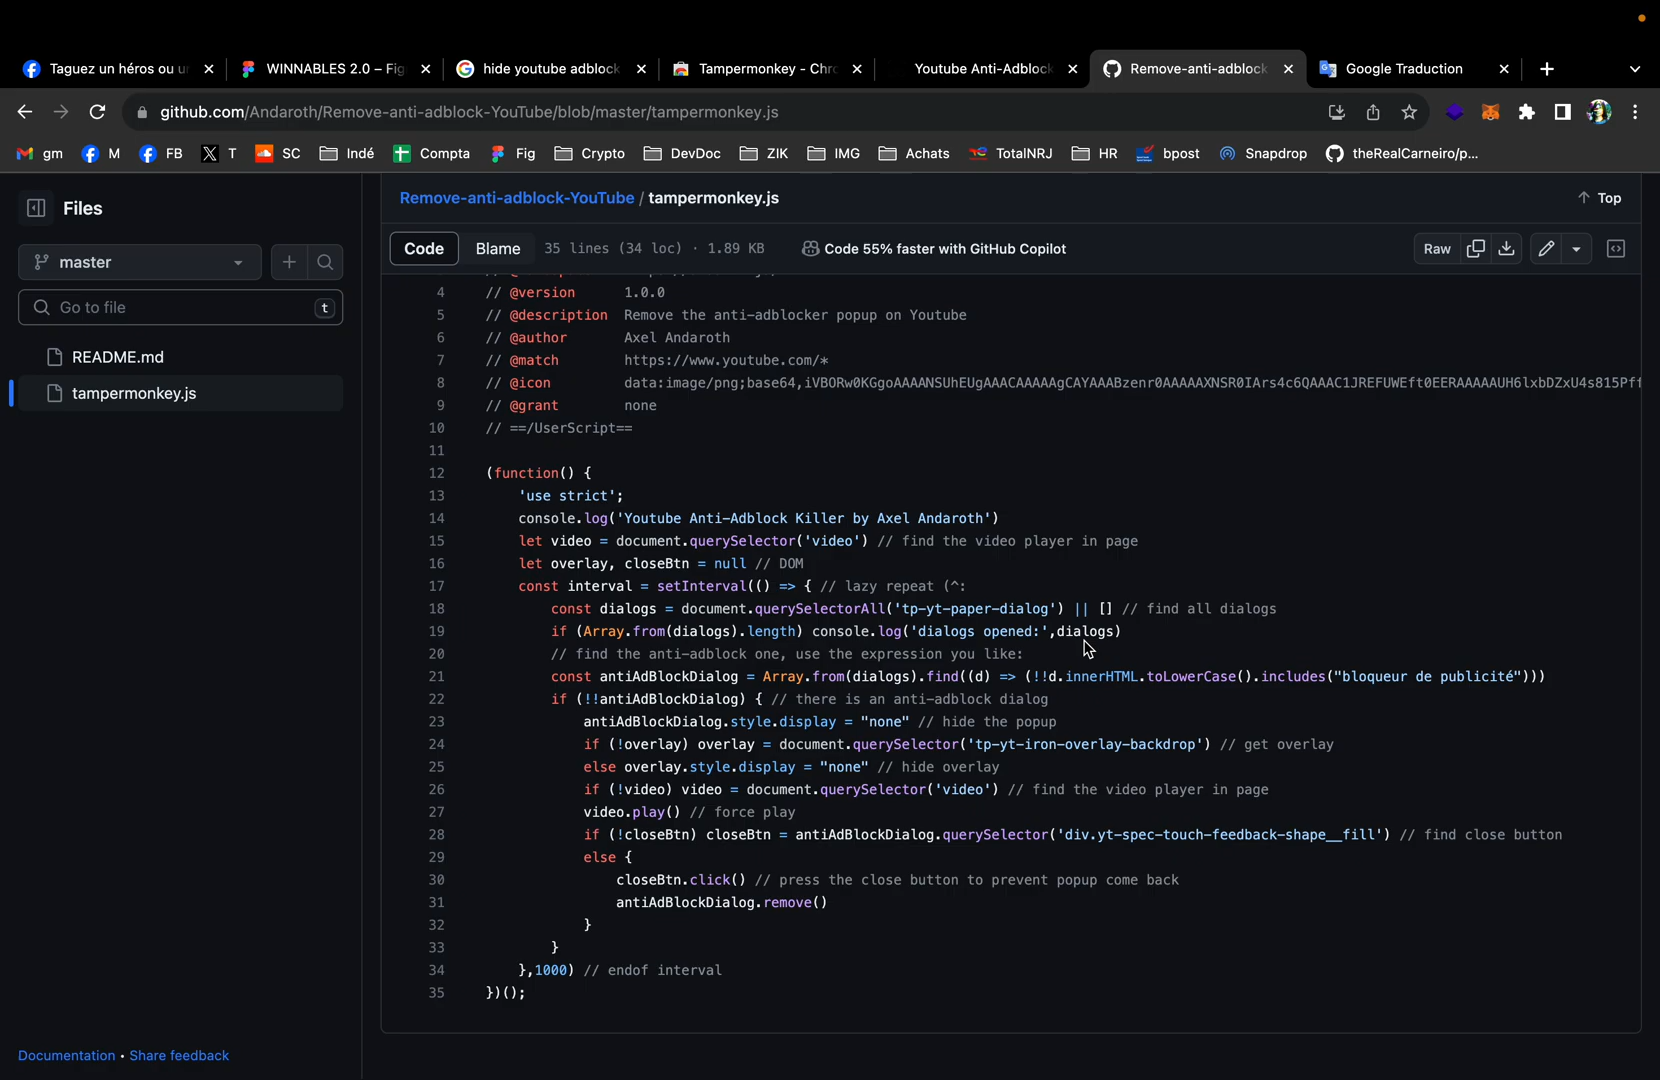 Taguez un héros ou u
WINNABLES 2.0 – Fig
hide youtube adblock
Tampermonkey - Chr
Youtube Anti-Adblock
Remove-anti-adblock
Google Traduction
github.com/Andaroth/Remove-anti-adblock-YouTube/blob/master/tampermonkey.js
gm M FB T SC Indé Compta Fig Crypto DevDoc ZIK IMG Achats TotalNRJ HR bpost Snapdrop theRealCarneiro/p...
Files
Remove-anti-adblock-YouTube / tampermonkey.js
Top
master
Code Blame 35 lines (34 loc) · 1.89 KB Code 55% faster with GitHub Copilot Raw
Go to file t
README.md
tampermonkey.js
4 // @version 1.0.0
5 // @description Remove the anti-adblocker popup on Youtube
6 // @author Axel Andaroth
7 // @match https://www.youtube.com/*
8 // @icon data:image/png;base64,iVBORw0KGgoAAAANSUhEUgAAACAAAAAgCAYAAABzenr0AAAAAXNSR0IArs4c6QAAAC1JREFUWEft0EERAAAAAUH6lxbDZxU4s815Pff
9 // @grant none
10 // ==/UserScript==
11
12 (function() {
13 'use strict';
14 console.log('Youtube Anti-Adblock Killer by Axel Andaroth')
15 let video = document.querySelector('video') // find the video player in page
16 let overlay, closeBtn = null // DOM
17 const interval = setInterval(() => { // lazy repeat (^:
18 const dialogs = document.querySelectorAll('tp-yt-paper-dialog') || [] // find all dialogs
19 if (Array.from(dialogs).length) console.log('dialogs opened:',dialogs)
20 // find the anti-adblock one, use the expression you like:
21 const antiAdBlockDialog = Array.from(dialogs).find((d) => (!!d.innerHTML.toLowerCase().includes("bloqueur de publicité")))
22 if (!!antiAdBlockDialog) { // there is an anti-adblock dialog
23 antiAdBlockDialog.style.display = "none" // hide the popup
24 if (!overlay) overlay = document.querySelector('tp-yt-iron-overlay-backdrop') // get overlay
25 else overlay.style.display = "none" // hide overlay
26 if (!video) video = document.querySelector('video') // find the video player in page
27 video.play() // force play
28 if (!closeBtn) closeBtn = antiAdBlockDialog.querySelector('div.yt-spec-touch-feedback-shape__fill') // find close button
29 else {
30 closeBtn.click() // press the close button to prevent popup come back
31 antiAdBlockDialog.remove()
32 }
33 }
34 },1000) // endof interval
35 })();
Documentation • Share feedback